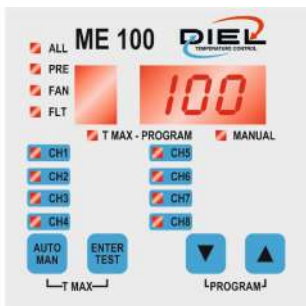 ME 100 DIEL
TEMPERATURE CONTROL
ALL
PRE
FAN
FLT
100
T MAX - PROGRAM MANUAL
CH1 CH5
CH2 CH6
CH3 CH7
CH4 CH8
AUTO
MAN
ENTER
TEST
▼ ▲
T MAX PROGRAM